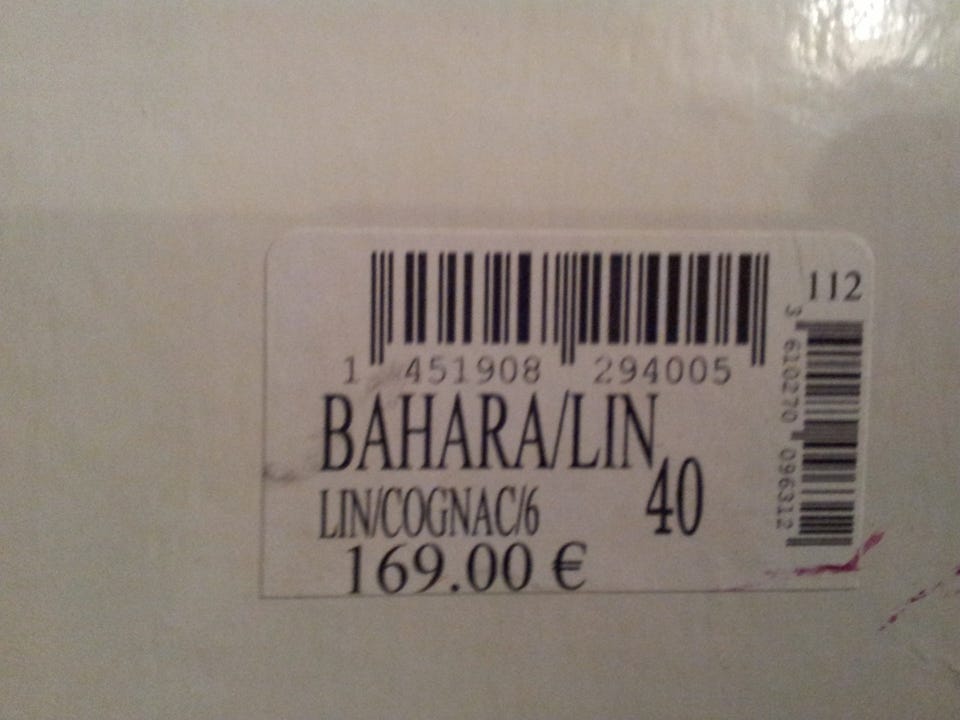 112
1 451908 294005
3 610270 096312
BAHARA/LIN
LIN/COGNAC/6
40
169.00 €